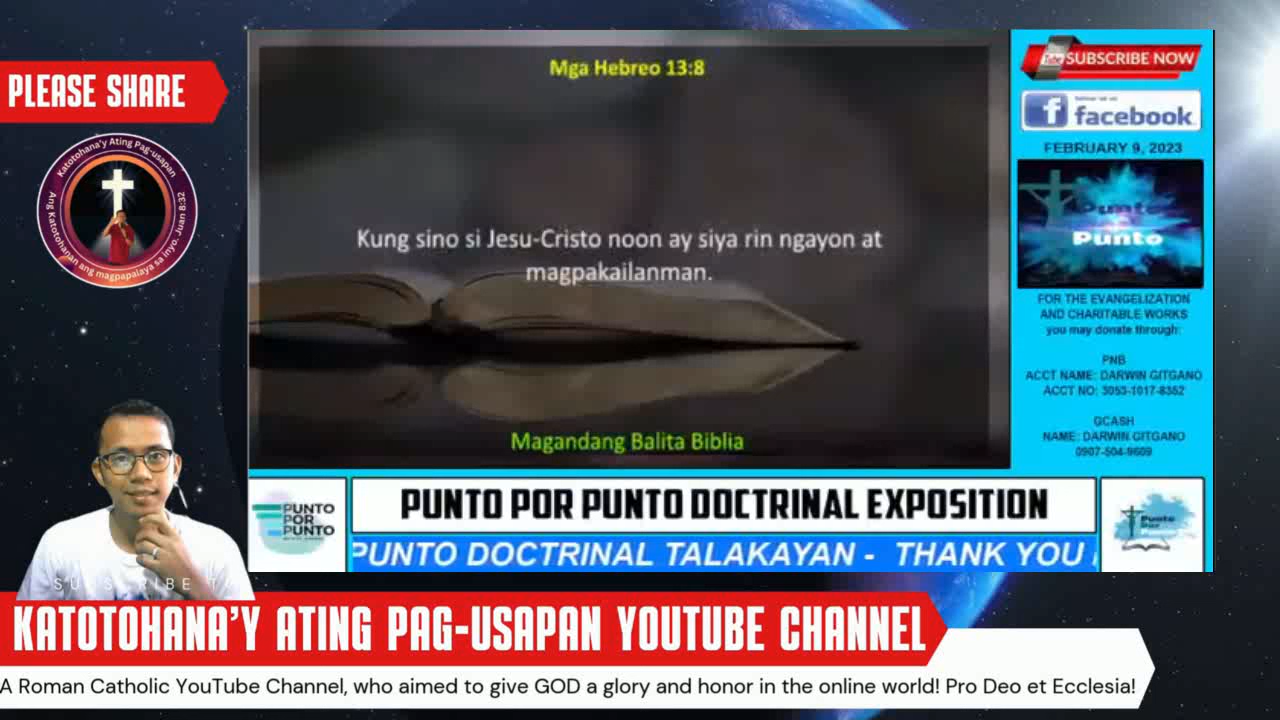 PLEASE SHARE
Katotohana'y Ating Pag-usapan
Ang Katotohanan ang magpapalaya sa inyo. Juan 8:32
Mga Hebreo 13:8
Kung sino si Jesu-Cristo noon ay siya rin ngayon at
magpakailanman.
Magandang Balita Biblia
SUBSCRIBE NOW
facebook
FEBRUARY 9, 2023
Punto
Punto
FOR THE EVANGELIZATION
AND CHARITABLE WORKS
you may donate through:
PNB
ACCT NAME: DARWIN GITGANO
ACCT NO: 3053-1017-8352
GCASH
NAME: DARWIN GITGANO
0907-504-9609
PUNTO
POR
PUNTO
PUNTO POR PUNTO DOCTRINAL EXPOSITION
PUNTO DOCTRINAL TALAKAYAN - THANK YOU
Punto
SUBSCRIBE
KATOTOHANA'Y ATING PAG-USAPAN YOUTUBE CHANNEL
A Roman Catholic YouTube Channel, who aimed to give GOD a glory and honor in the online world! Pro Deo et Ecclesia!